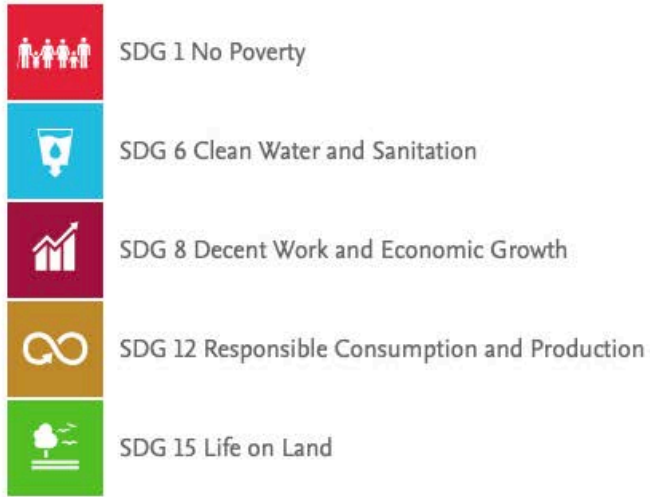 SDG 1 No Poverty
SDG 6 Clean Water and Sanitation
SDG 8 Decent Work and Economic Growth
SDG 12 Responsible Consumption and Production
SDG 15 Life on Land